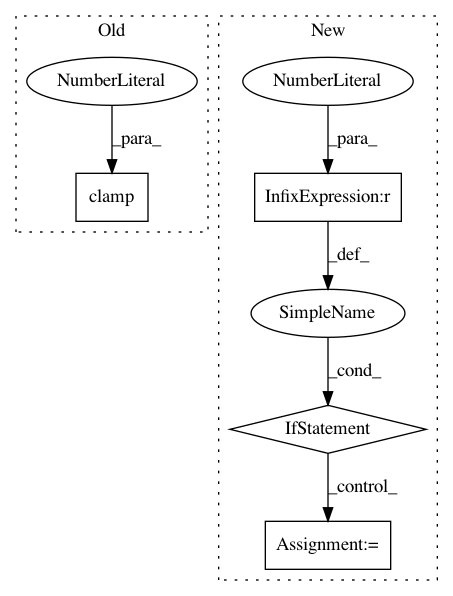 Old
NumberLiteral
_para_
clamp
New
NumberLiteral
_para_
InfixExpression:r
_def_
SimpleName
_cond_
IfStatement
_control_
Assignment:=